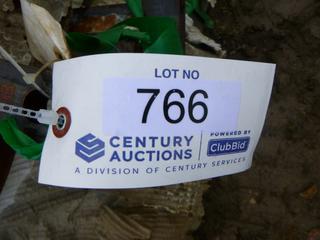 LOT NO
766
CENTURY AUCTIONS
POWERED BY
ClubBid
A DIVISION OF CENTURY SERVICES